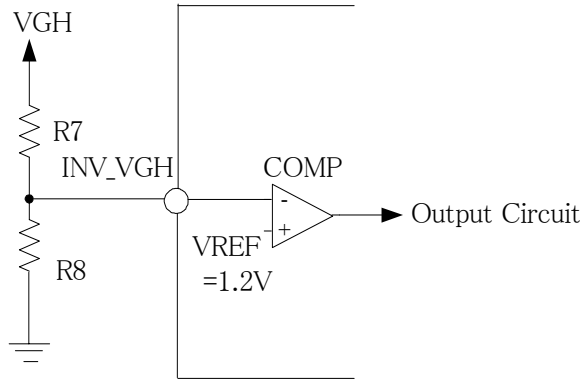 VGH
R7
INV_VGH
COMP
-
+
Output Circuit
VREF
=1.2V
R8